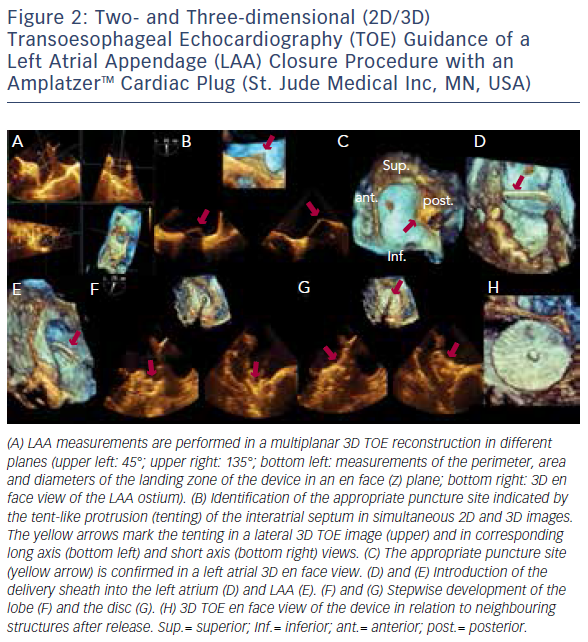 Figure 2: Two- and Three-dimensional (2D/3D)
Transoesophageal Echocardiography (TOE) Guidance of a
Left Atrial Appendage (LAA) Closure Procedure with an
Amplatzer™ Cardiac Plug (St. Jude Medical Inc, MN, USA)
A
B
C
D
Sup.
ant.
post.
Inf.
E
F
G
H
(A) LAA measurements are performed in a multiplanar 3D TOE reconstruction in different
planes (upper left: 45°; upper right: 135°; bottom left: measurements of the perimeter, area
and diameters of the landing zone of the device in an en face (z) plane; bottom right: 3D en
face view of the LAA ostium). (B) Identification of the appropriate puncture site indicated by
the tent-like protrusion (tenting) of the interatrial septum in simultaneous 2D and 3D images.
The yellow arrows mark the tenting in a lateral 3D TOE image (upper) and in corresponding
long axis (bottom left) and short axis (bottom right) views. (C) The appropriate puncture site
(yellow arrow) is confirmed in a left atrial 3D en face view. (D) and (E) Introduction of the
delivery sheath into the left atrium (D) and LAA (E). (F) and (G) Stepwise development of the
lobe (F) and the disc (G). (H) 3D TOE en face view of the device in relation to neighbouring
structures after release. Sup.= superior; Inf.= inferior; ant.= anterior; post.= posterior.